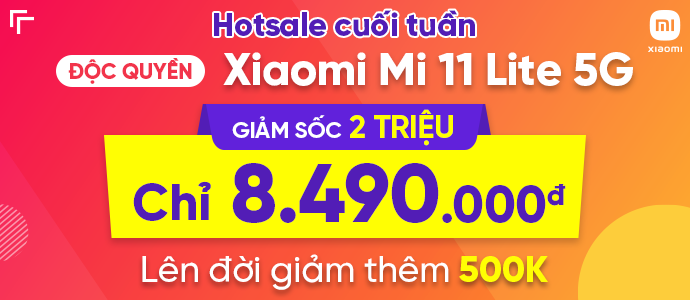 Hotsale cuối tuần
mi
xiaomi
ĐỘC QUYỀN Xiaomi Mi 11 Lite 5G
GIẢM SỐC 2 TRIỆU
Chỉ 8.490.000đ
Lên đời giảm thêm 500K